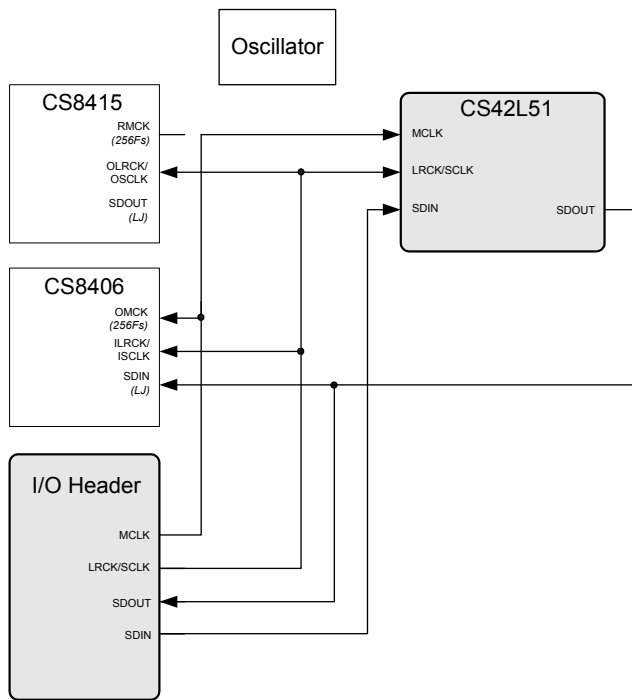 Oscillator
CS8415
RMCK
(256Fs)
OLRCK/
OSCLK
SDOUT
(LJ)
CS42L51
MCLK
LRCK/SCLK
SDIN
SDOUT
CS8406
OMCK
(256Fs)
ILRCK/
ISCLK
SDIN
(LJ)
I/O Header
MCLK
LRCK/SCLK
SDOUT
SDIN